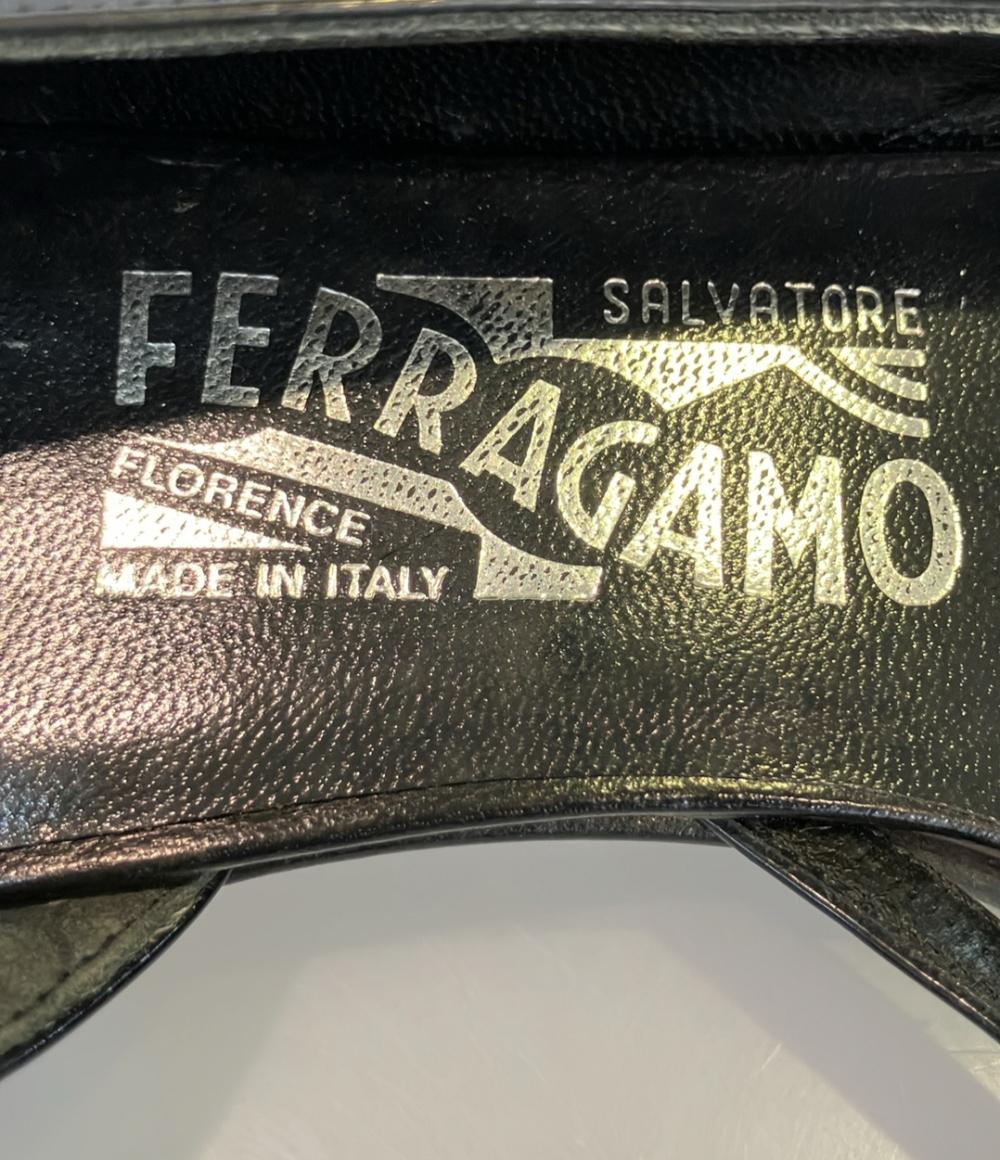 SALVATORE
FERRAGAMO
FLORENCE
MADE IN ITALY